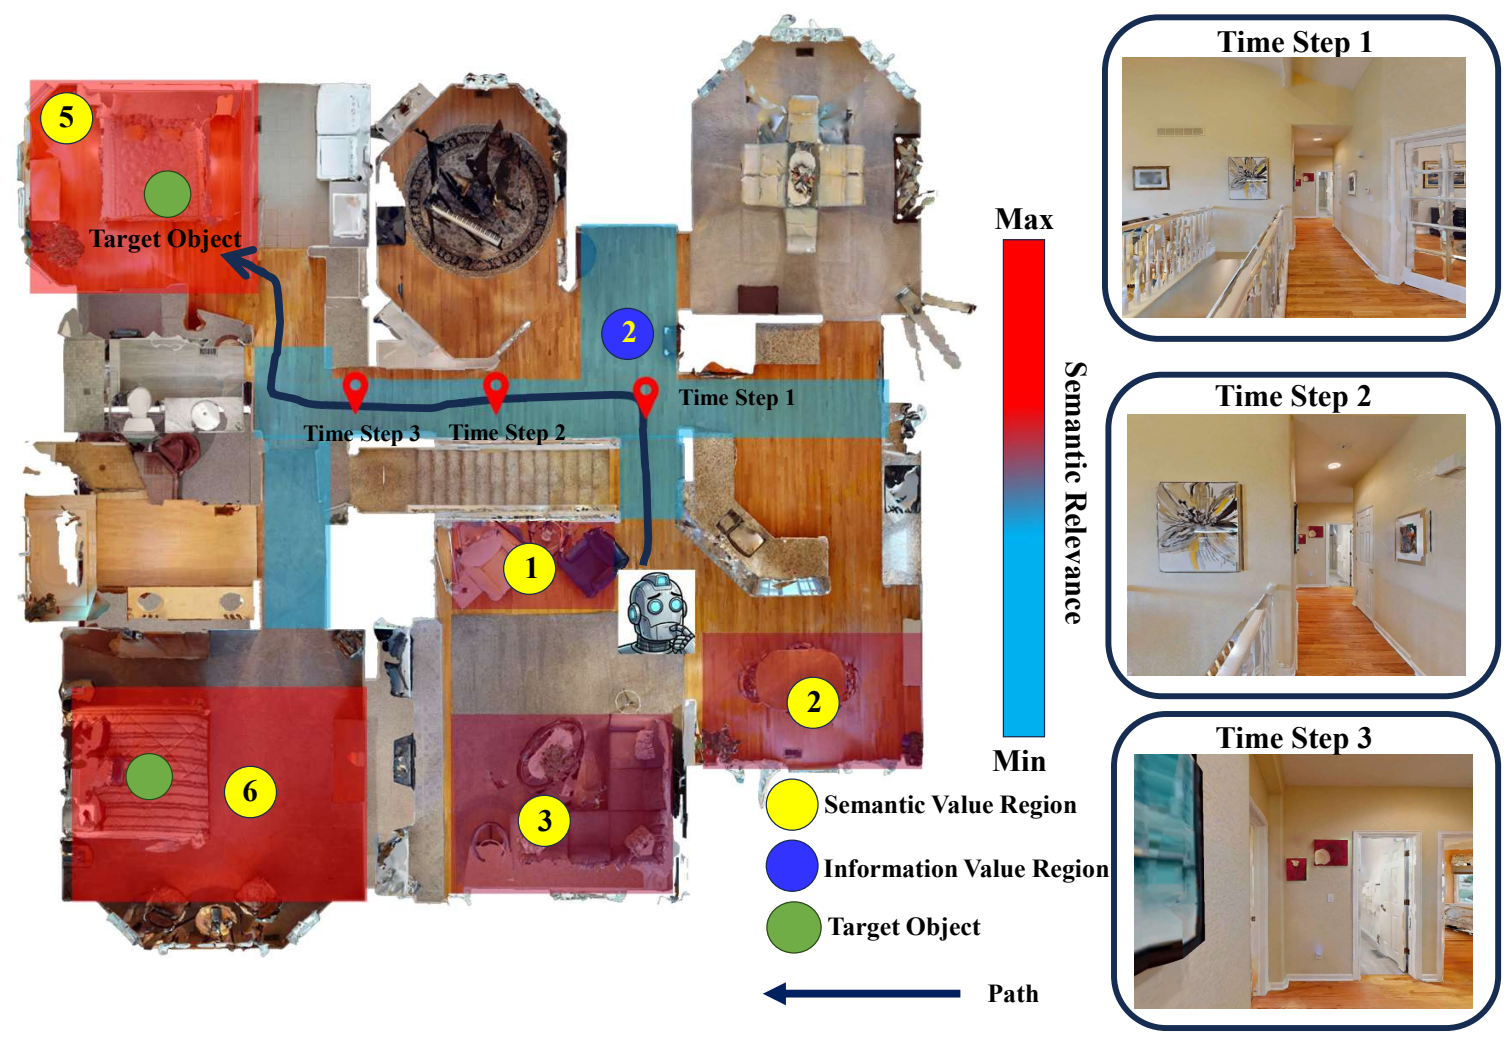 Time Step 1
5
Target Object
2
Time Step 1
Time Step 3
Time Step 2
1
2
3
6
Max
Semantic Relevance
Min
Semantic Value Region
Information Value Region
Target Object
Path
Time Step 2
Time Step 3